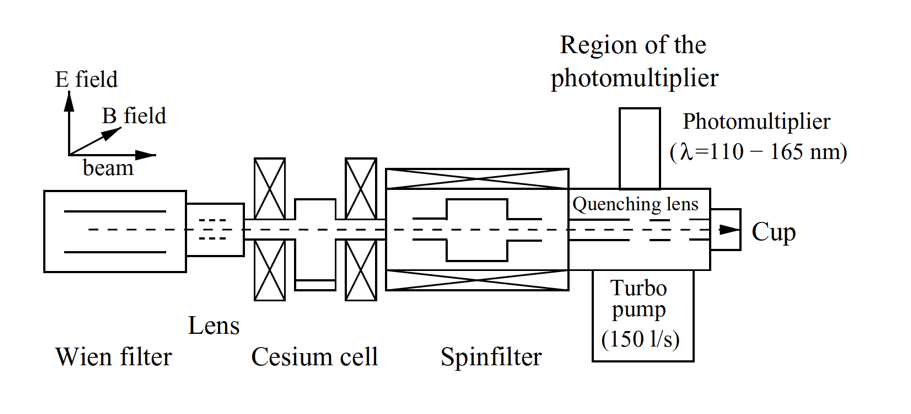 Region of the
photomultiplier
E field
B field
beam
Photomultiplier
(λ=110 − 165 nm)
Quenching lens
Cup
Turbo
pump
(150 l/s)
Lens
Wien filter
Cesium cell
Spinfilter